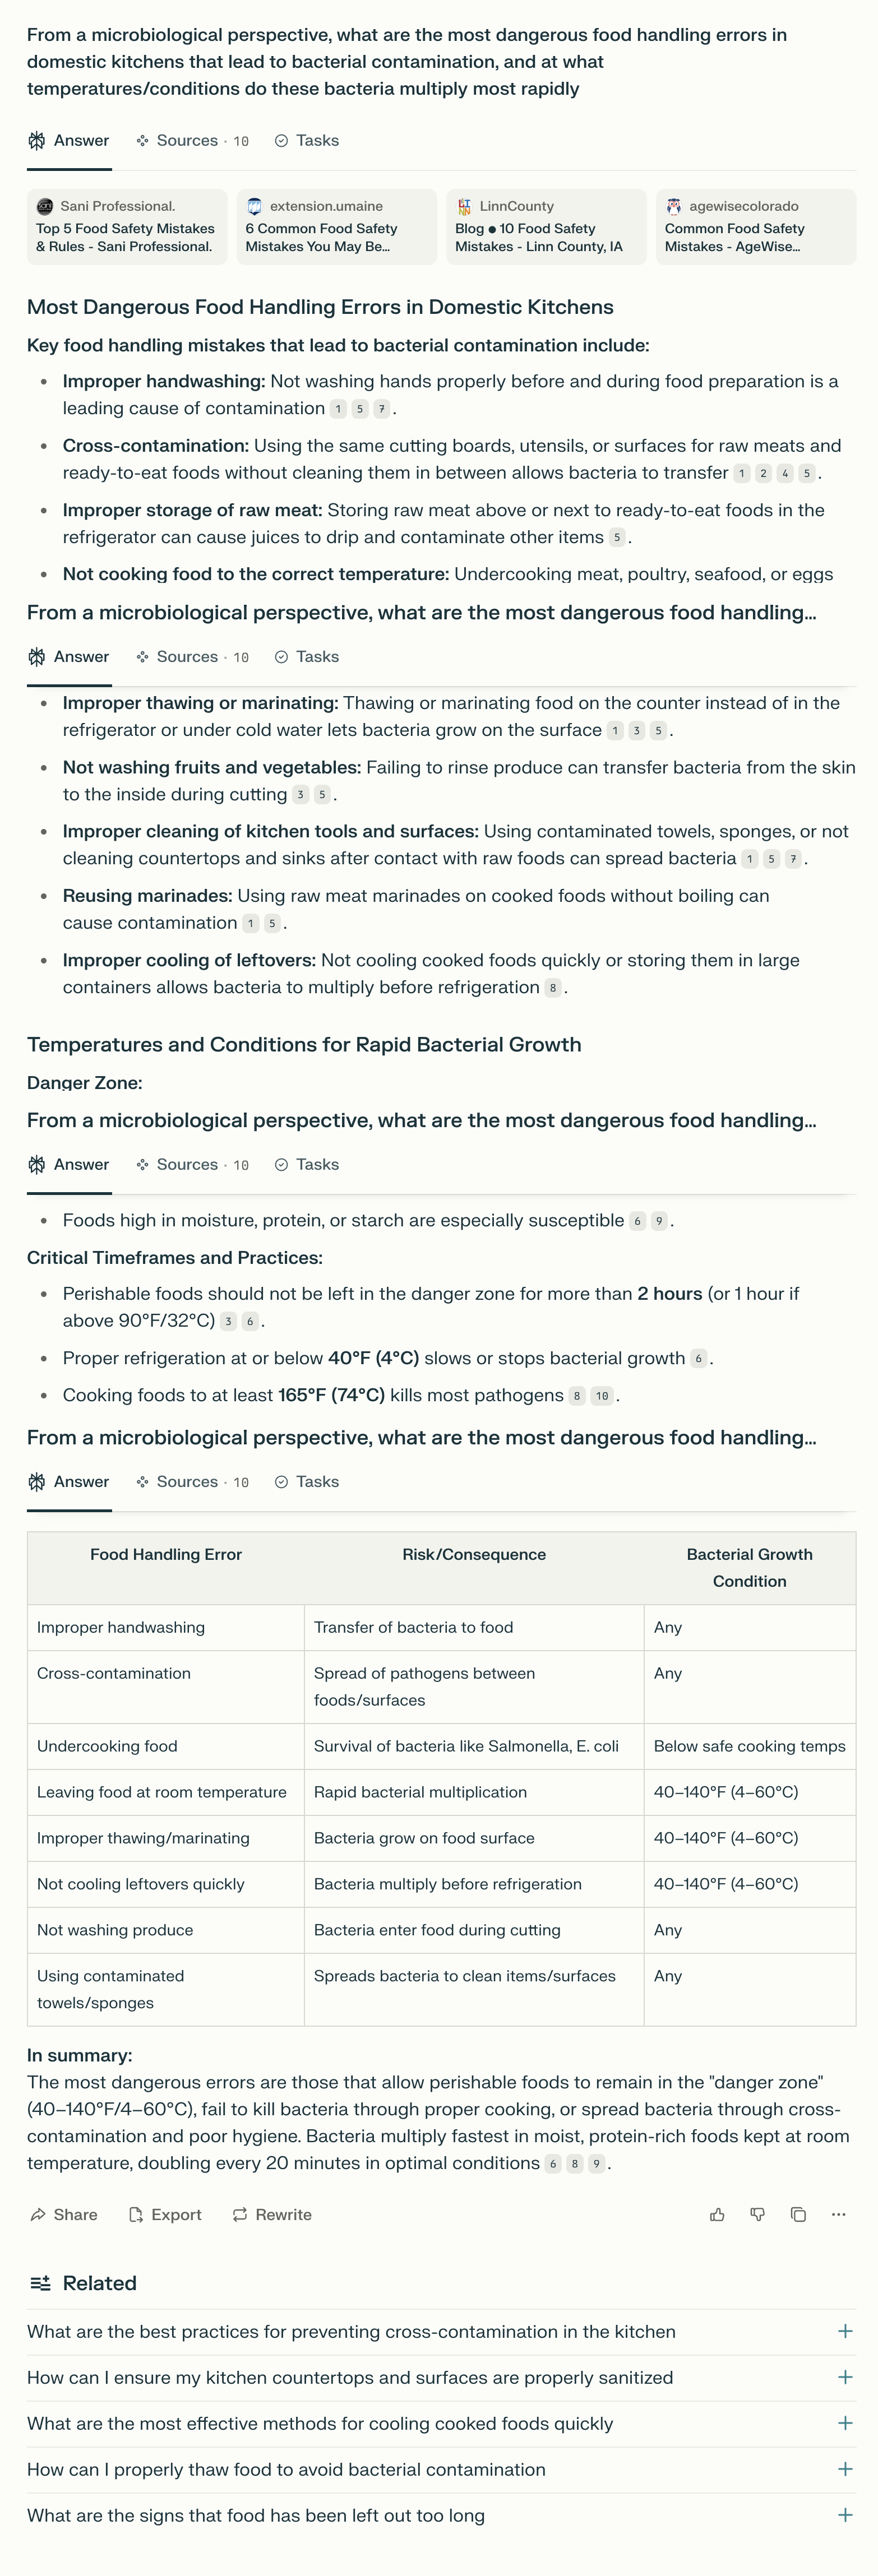 From a microbiological perspective, what are the most dangerous food handling errors in
domestic kitchens that lead to bacterial contamination, and at what
temperatures/conditions do these bacteria multiply most rapidly
Answer
Sources · 10
Tasks
Sani Professional.
Top 5 Food Safety Mistakes
& Rules - Sani Professional.
extension.umaine
6 Common Food Safety
Mistakes You May Be...
LinnCounty
Blog ● 10 Food Safety
Mistakes - Linn County, IA
agewisecolorado
Common Food Safety
Mistakes - AgeWise...
Most Dangerous Food Handling Errors in Domestic Kitchens
Key food handling mistakes that lead to bacterial contamination include:
• Improper handwashing: Not washing hands properly before and during food preparation is a
leading cause of contamination 1 5 7.
• Cross-contamination: Using the same cutting boards, utensils, or surfaces for raw meats and
ready-to-eat foods without cleaning them in between allows bacteria to transfer 1 2 4 5.
• Improper storage of raw meat: Storing raw meat above or next to ready-to-eat foods in the
refrigerator can cause juices to drip and contaminate other items 5.
• Not cooking food to the correct temperature: Undercooking meat, poultry, seafood, or eggs
From a microbiological perspective, what are the most dangerous food handling...
Answer
Sources · 10
Tasks
• Improper thawing or marinating: Thawing or marinating food on the counter instead of in the
refrigerator or under cold water lets bacteria grow on the surface 1 3 5.
• Not washing fruits and vegetables: Failing to rinse produce can transfer bacteria from the skin
to the inside during cutting 3 5.
• Improper cleaning of kitchen tools and surfaces: Using contaminated towels, sponges, or not
cleaning countertops and sinks after contact with raw foods can spread bacteria 1 5 7.
• Reusing marinades: Using raw meat marinades on cooked foods without boiling can
cause contamination 1 5.
• Improper cooling of leftovers: Not cooling cooked foods quickly or storing them in large
containers allows bacteria to multiply before refrigeration 8.
Temperatures and Conditions for Rapid Bacterial Growth
Danger Zone:
From a microbiological perspective, what are the most dangerous food handling...
Answer
Sources · 10
Tasks
• Foods high in moisture, protein, or starch are especially susceptible 6 9.
Critical Timeframes and Practices:
• Perishable foods should not be left in the danger zone for more than 2 hours (or 1 hour if
above 90°F/32°C) 3 6.
• Proper refrigeration at or below 40°F (4°C) slows or stops bacterial growth 6.
• Cooking foods to at least 165°F (74°C) kills most pathogens 8 10.
From a microbiological perspective, what are the most dangerous food handling...
Answer
Sources · 10
Tasks
Food Handling Error
Risk/Consequence
Bacterial Growth
Condition
Improper handwashing
Transfer of bacteria to food
Any
Cross-contamination
Spread of pathogens between
foods/surfaces
Any
Undercooking food
Survival of bacteria like Salmonella, E. coli
Below safe cooking temps
Leaving food at room temperature
Rapid bacterial multiplication
40–140°F (4–60°C)
Improper thawing/marinating
Bacteria grow on food surface
40–140°F (4–60°C)
Not cooling leftovers quickly
Bacteria multiply before refrigeration
40–140°F (4–60°C)
Not washing produce
Bacteria enter food during cutting
Any
Using contaminated
towels/sponges
Spreads bacteria to clean items/surfaces
Any
In summary:
The most dangerous errors are those that allow perishable foods to remain in the "danger zone"
(40–140°F/4–60°C), fail to kill bacteria through proper cooking, or spread bacteria through cross-
contamination and poor hygiene. Bacteria multiply fastest in moist, protein-rich foods kept at room
temperature, doubling every 20 minutes in optimal conditions 6 8 9.
Share
Export
Rewrite
Related
What are the best practices for preventing cross-contamination in the kitchen
How can I ensure my kitchen countertops and surfaces are properly sanitized
What are the most effective methods for cooling cooked foods quickly
How can I properly thaw food to avoid bacterial contamination
What are the signs that food has been left out too long